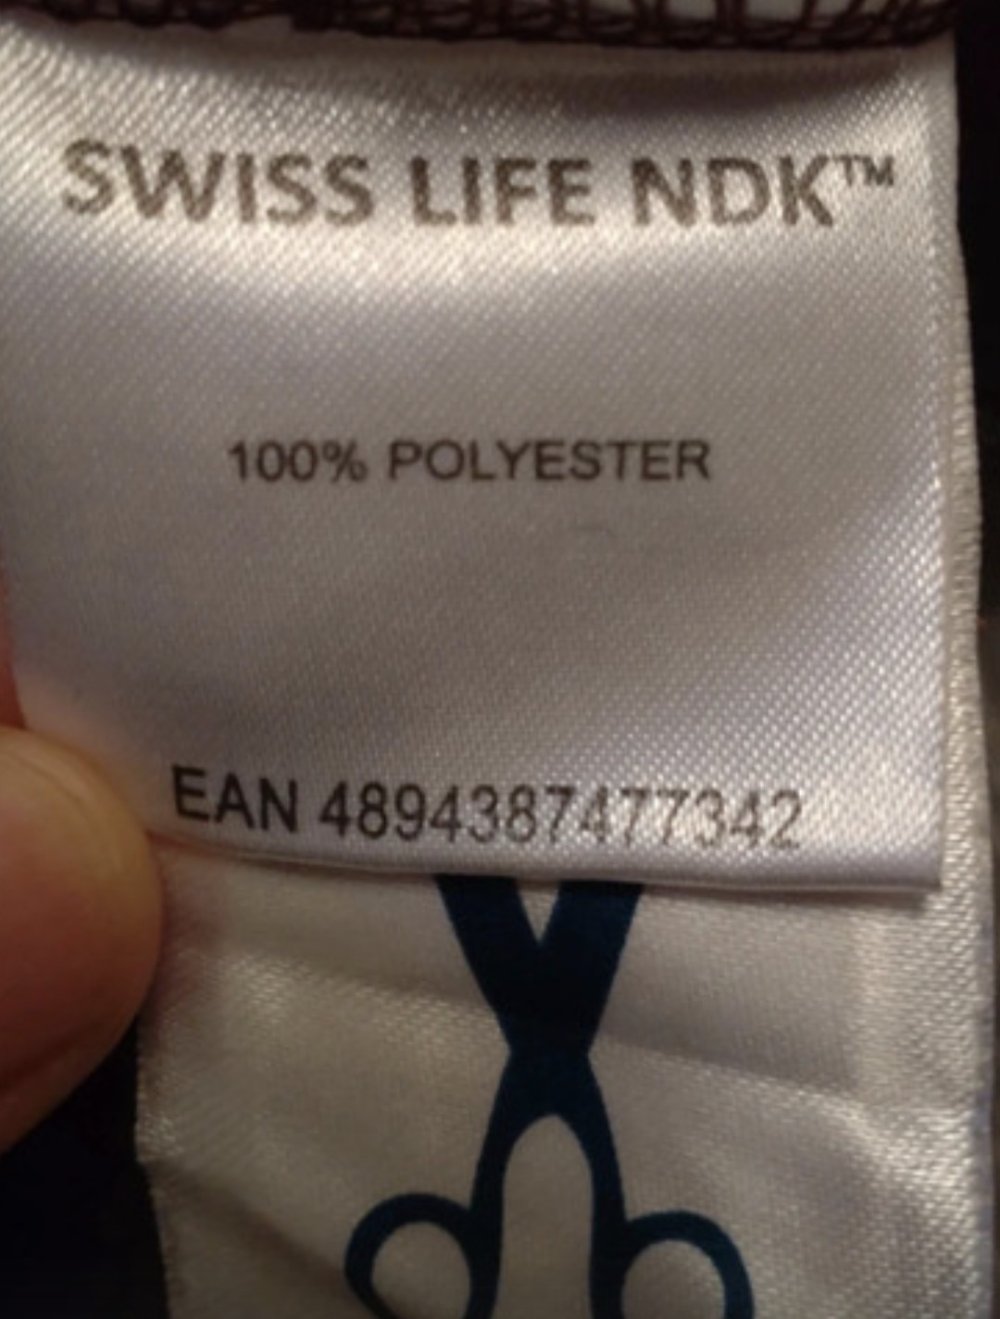 SWISS LIFE NDK™
100% POLYESTER
EAN 4894387477342